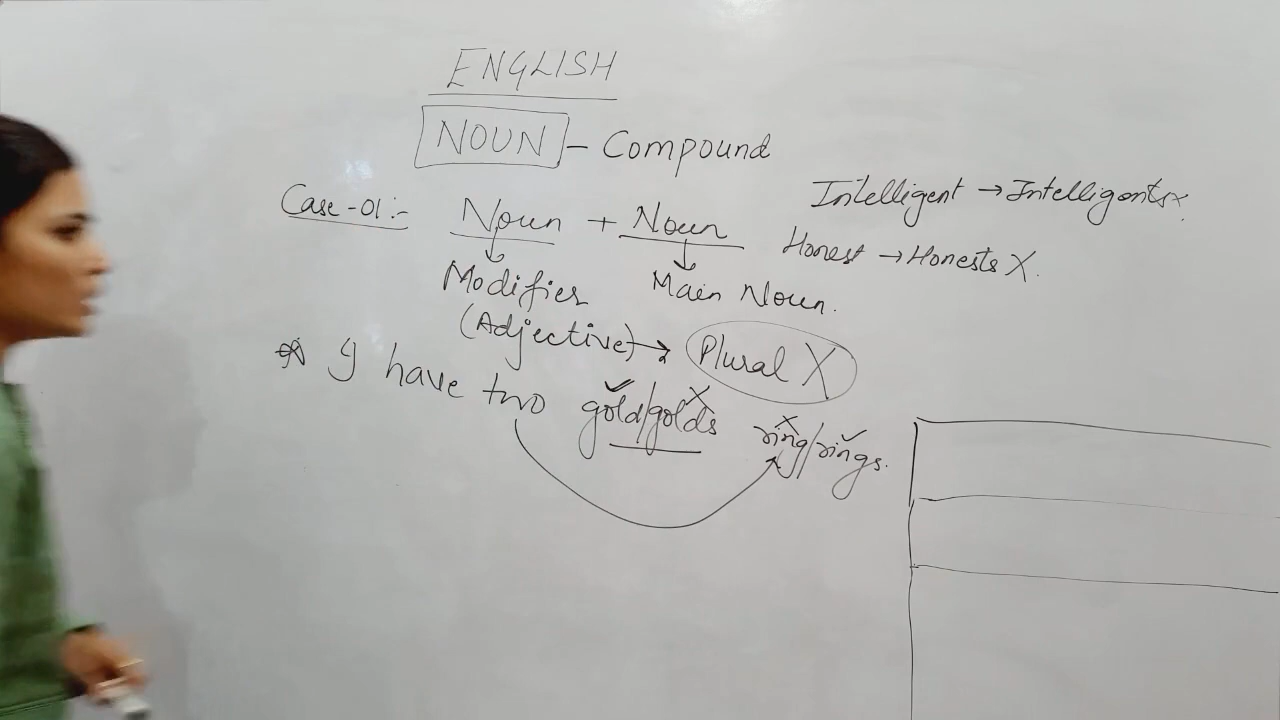 ENGLISH
NOUN - Compound
Case-01:- Noun + Noun
Modifier Main Noun.
(Adjective) → Plural X
I have two gold/golds ring/rings.
Intelligent → Intelligents x.
Honest → Honests X.